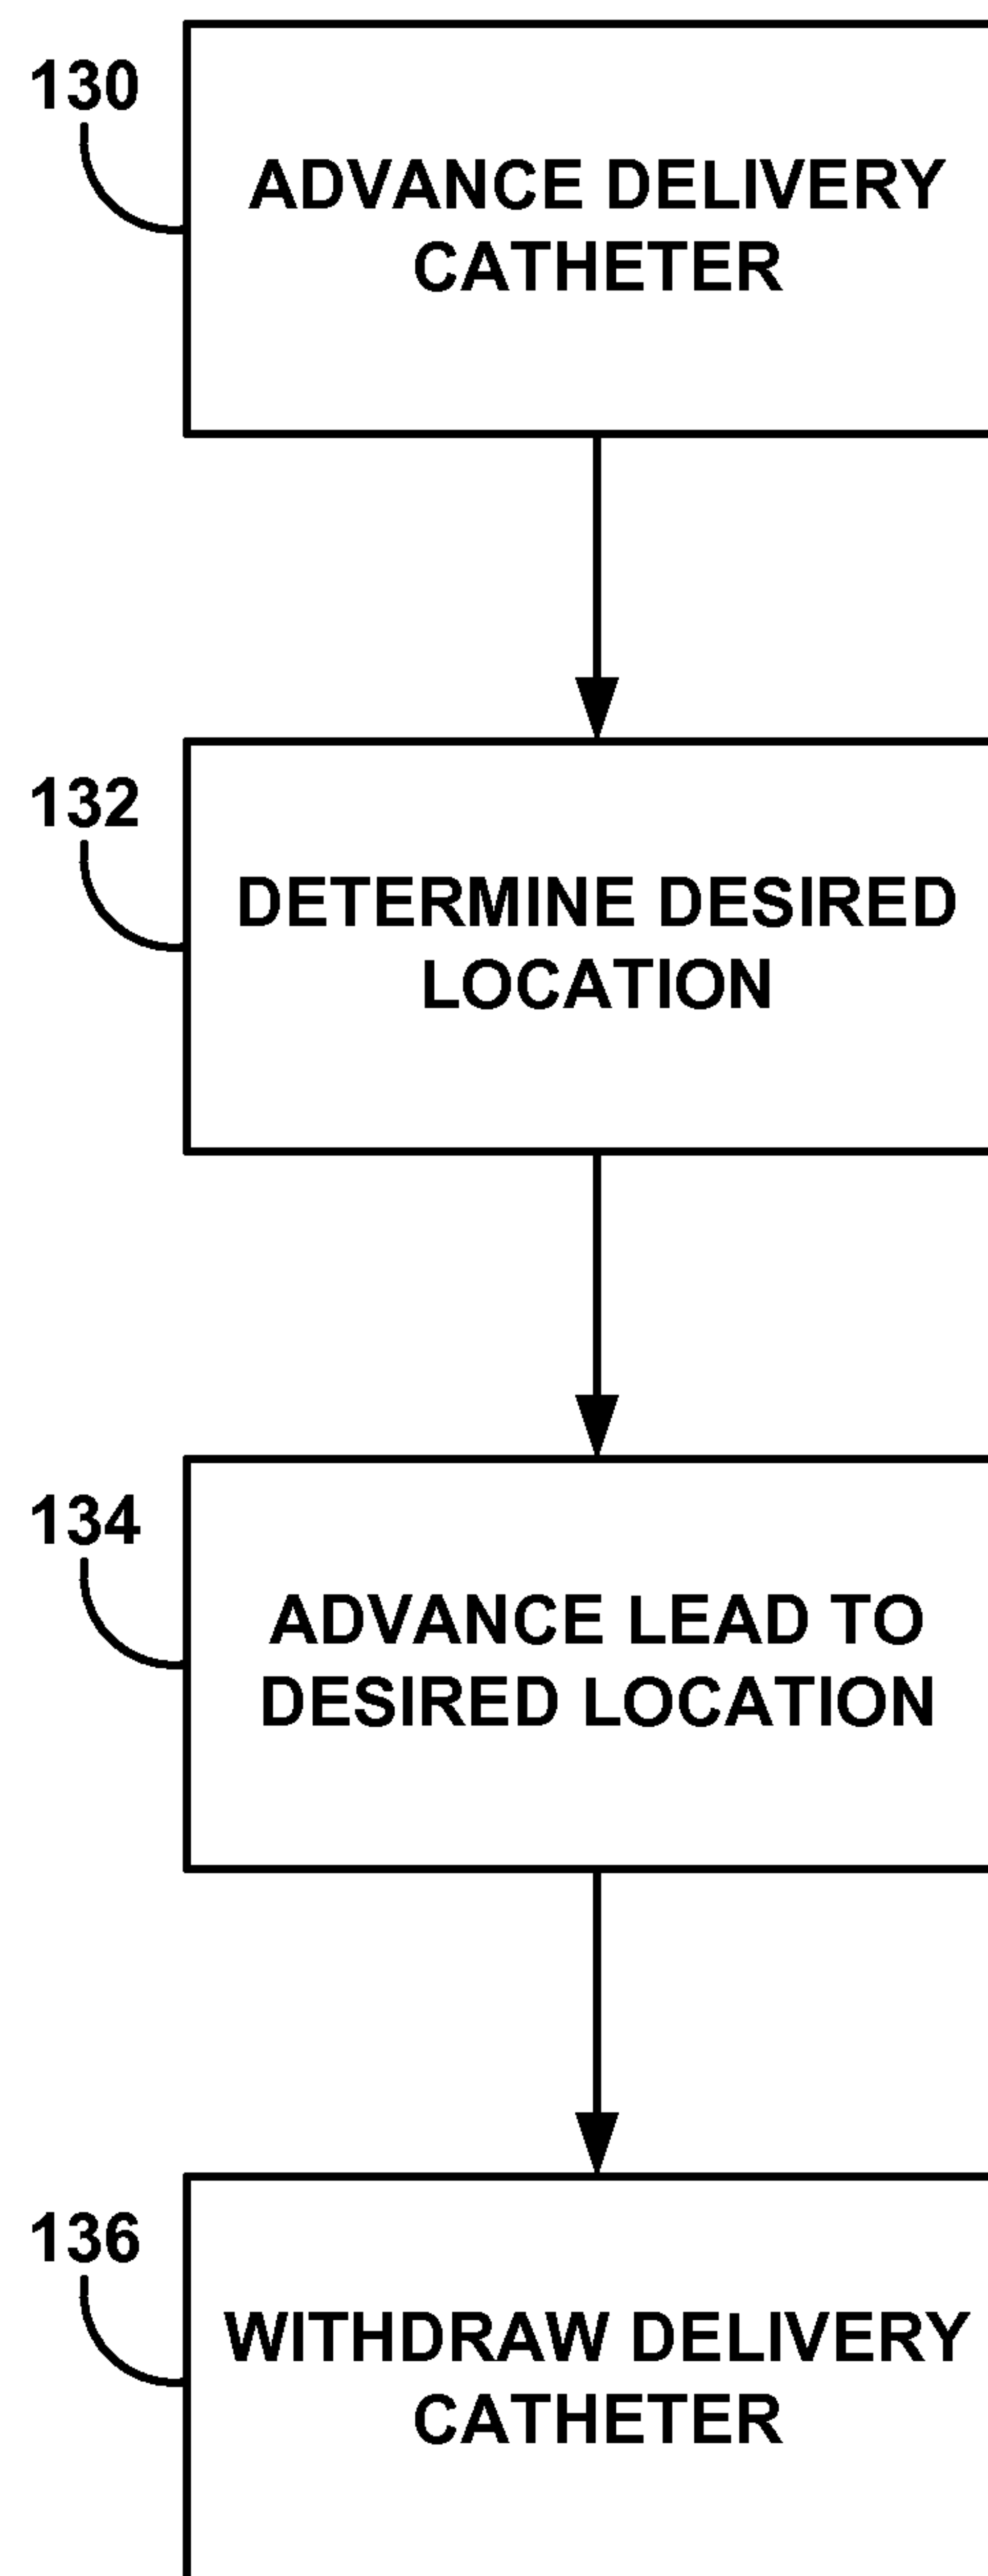 130
ADVANCE DELIVERY
CATHETER
132
DETERMINE DESIRED
LOCATION
134
ADVANCE LEAD TO
DESIRED LOCATION
136
WITHDRAW DELIVERY
CATHETER